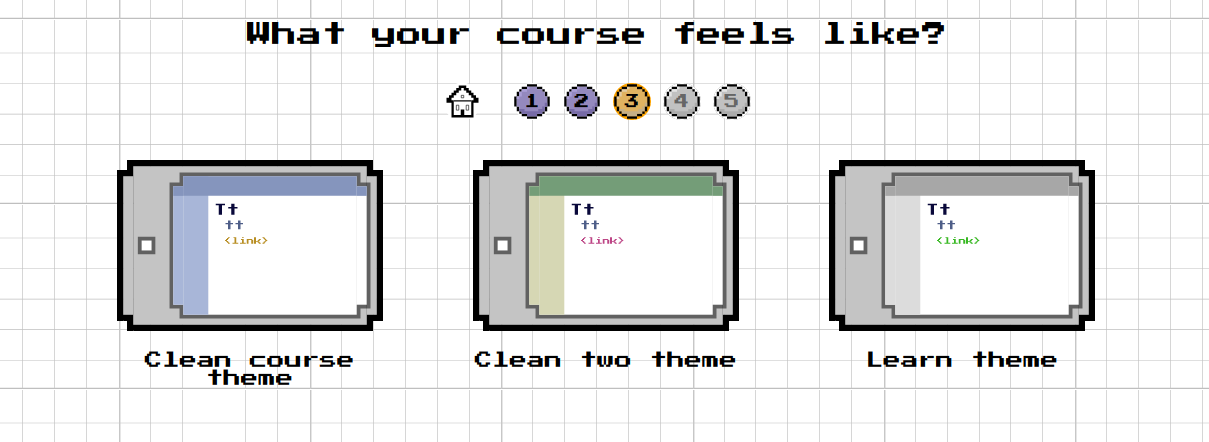 What your course feels like?
1 2 3 4 5
Tt
tt
<link>
Clean course
theme
Tt
tt
<link>
Clean two theme
Tt
tt
<link>
Learn theme